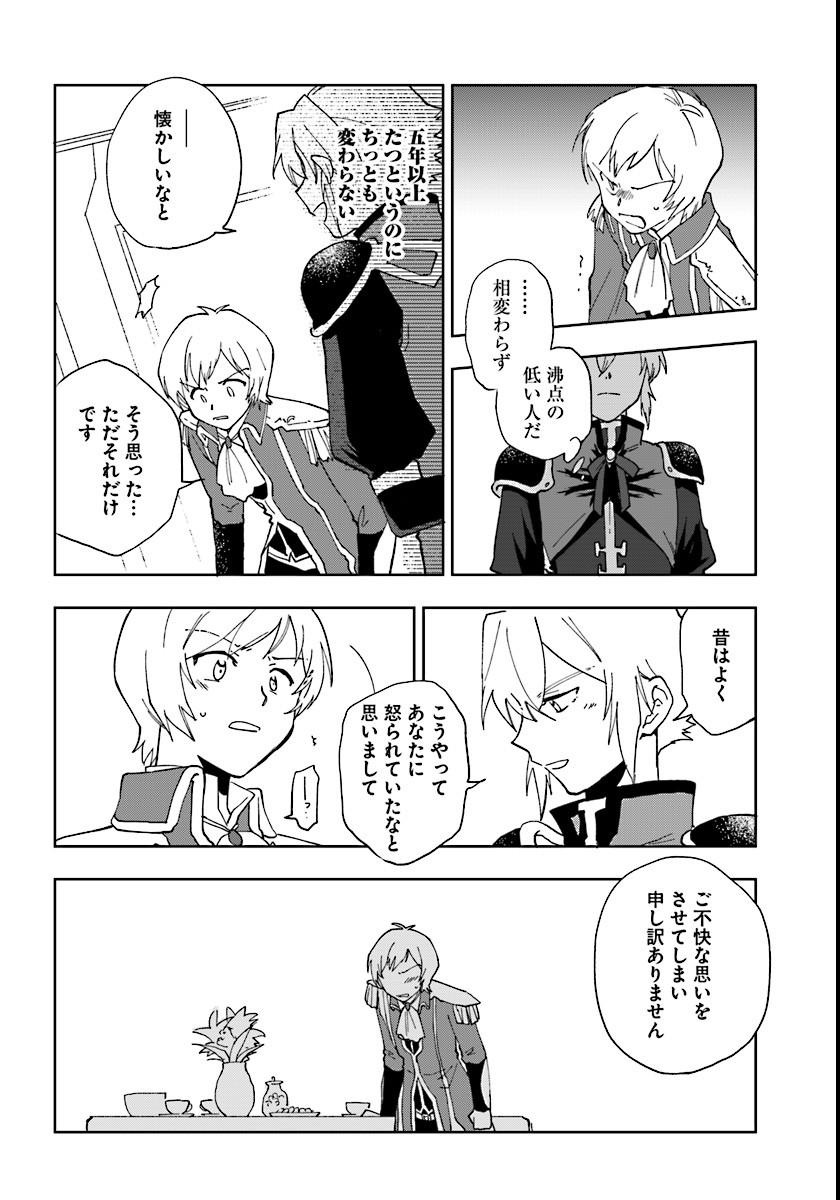 ……
相変わらず
沸点の
低い人だ
五年以上
たつというのに
ちっとも
変わらない
――
懐かしいなと
そう思った…
ただそれだけ
です
昔はよく
こうやって
あなたに
怒られていたなと
思いまして
…?
ご不快な思いを
させてしまい
申し訳ありません